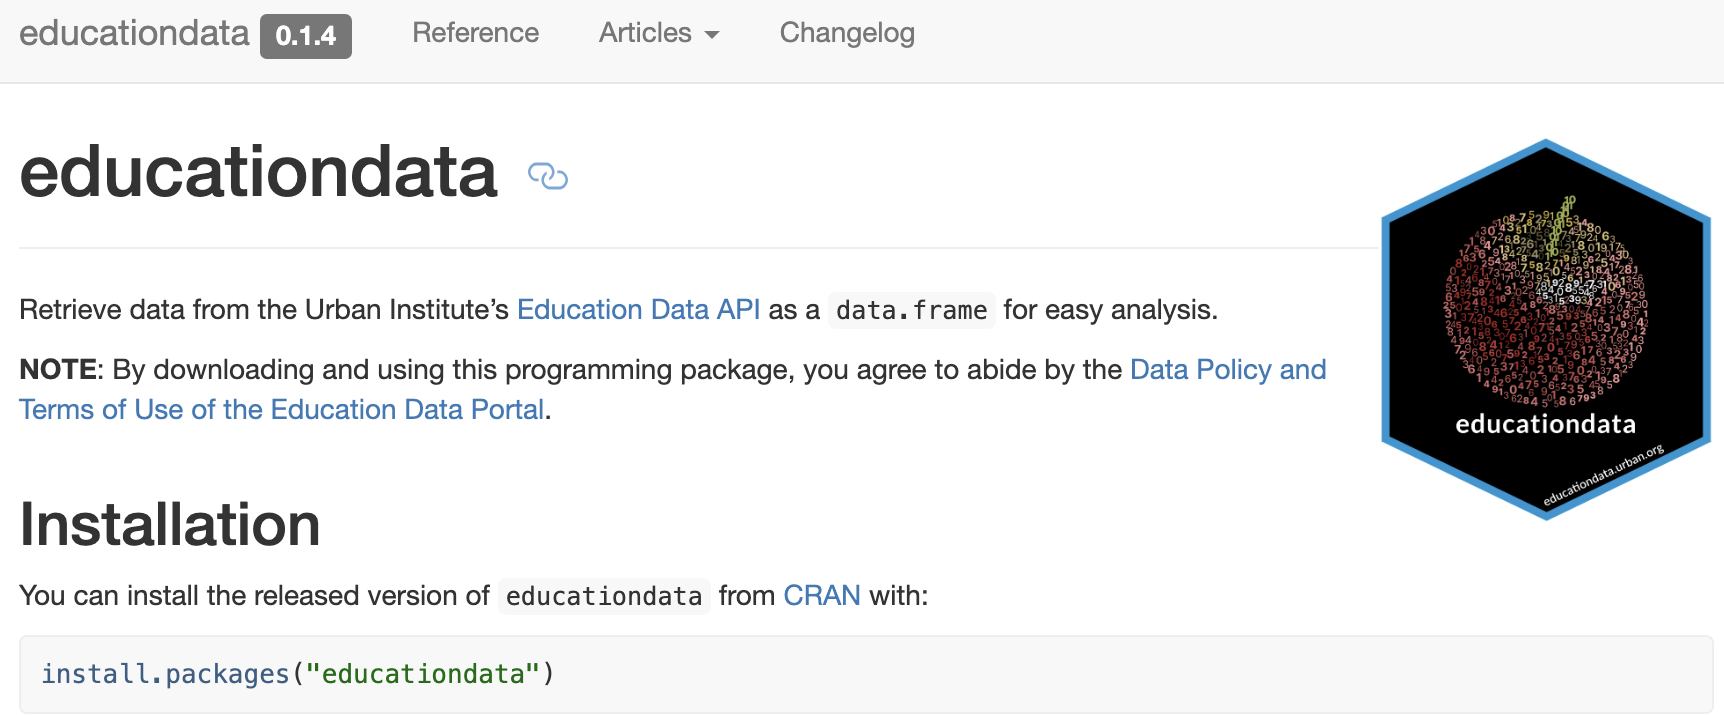 educationdata 0.1.4 Reference Articles Changelog
educationdata
Retrieve data from the Urban Institute’s Education Data API as a data.frame for easy analysis.
NOTE: By downloading and using this programming package, you agree to abide by the Data Policy and
Terms of Use of the Education Data Portal.
educationdata
educationdata.urban.org
Installation
You can install the released version of educationdata from CRAN with:
install.packages("educationdata")